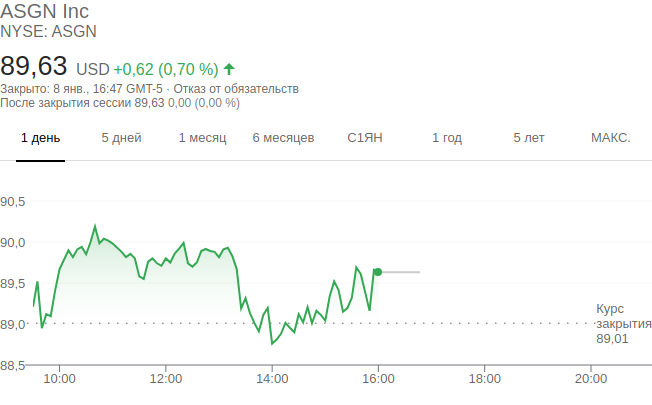 ASGN Inc
NYSE: ASGN
89,63 USD +0,62 (0,70 %)
Закрыто: 8 янв., 16:47 GMT-5 · Отказ от обязательств
После закрытия сессии 89,63 0,00 (0,00 %)
1 день 5 дней 1 месяц 6 месяцев С1ЯН 1 год 5 лет МАКС.
90,5
90,0
89,5
89,0
88,5
Курс
закрытия
89,01
10:00 12:00 14:00 16:00 18:00 20:00